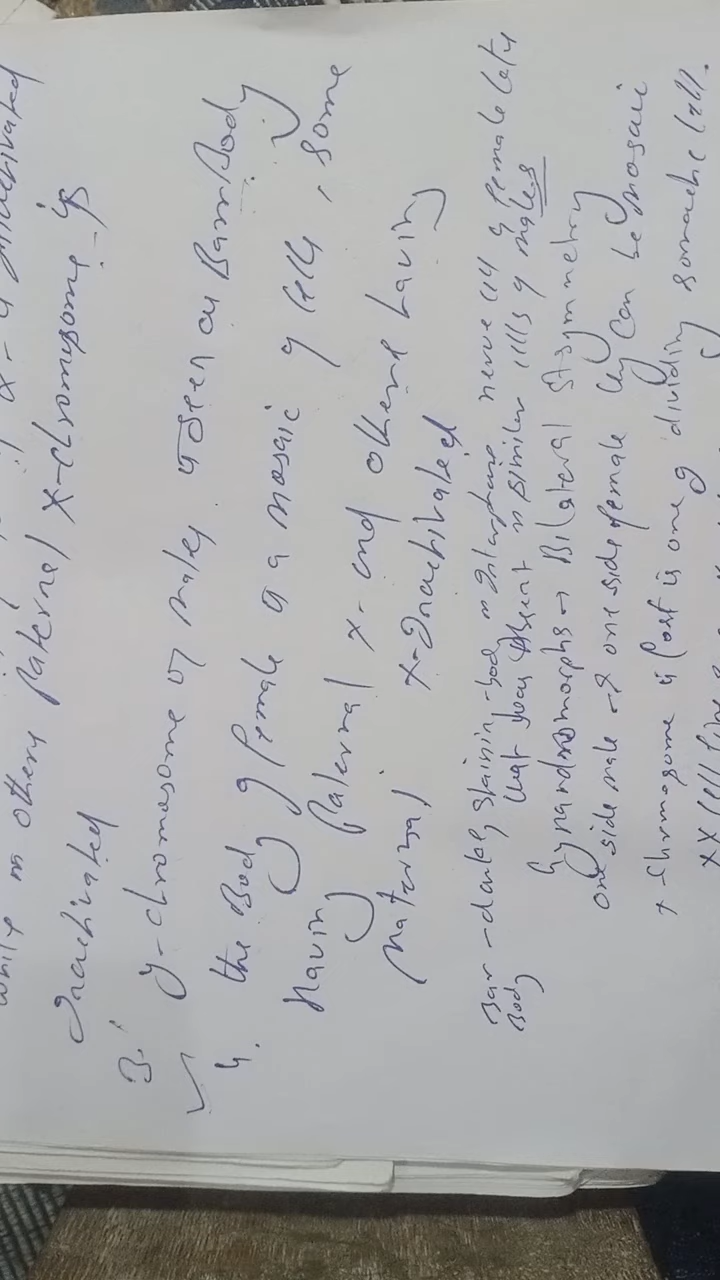 while in others paternal X-chromosome is
Inactivated
3. y-chromosome of males is seen as Barr Body
4. the Body of female is a mosaic of cells, some
Having paternal X- and others having
maternal X-Inactivated
Barr - darkly staining body in Interphase nerve cell of female cats
Body that was absent in similar cells of males
Gynandromorphs → Bilateral Asymmetry
one side male → one side female can be mosaic
X-Chromosome is lost in one of dividing somatic cell.
XX cell line